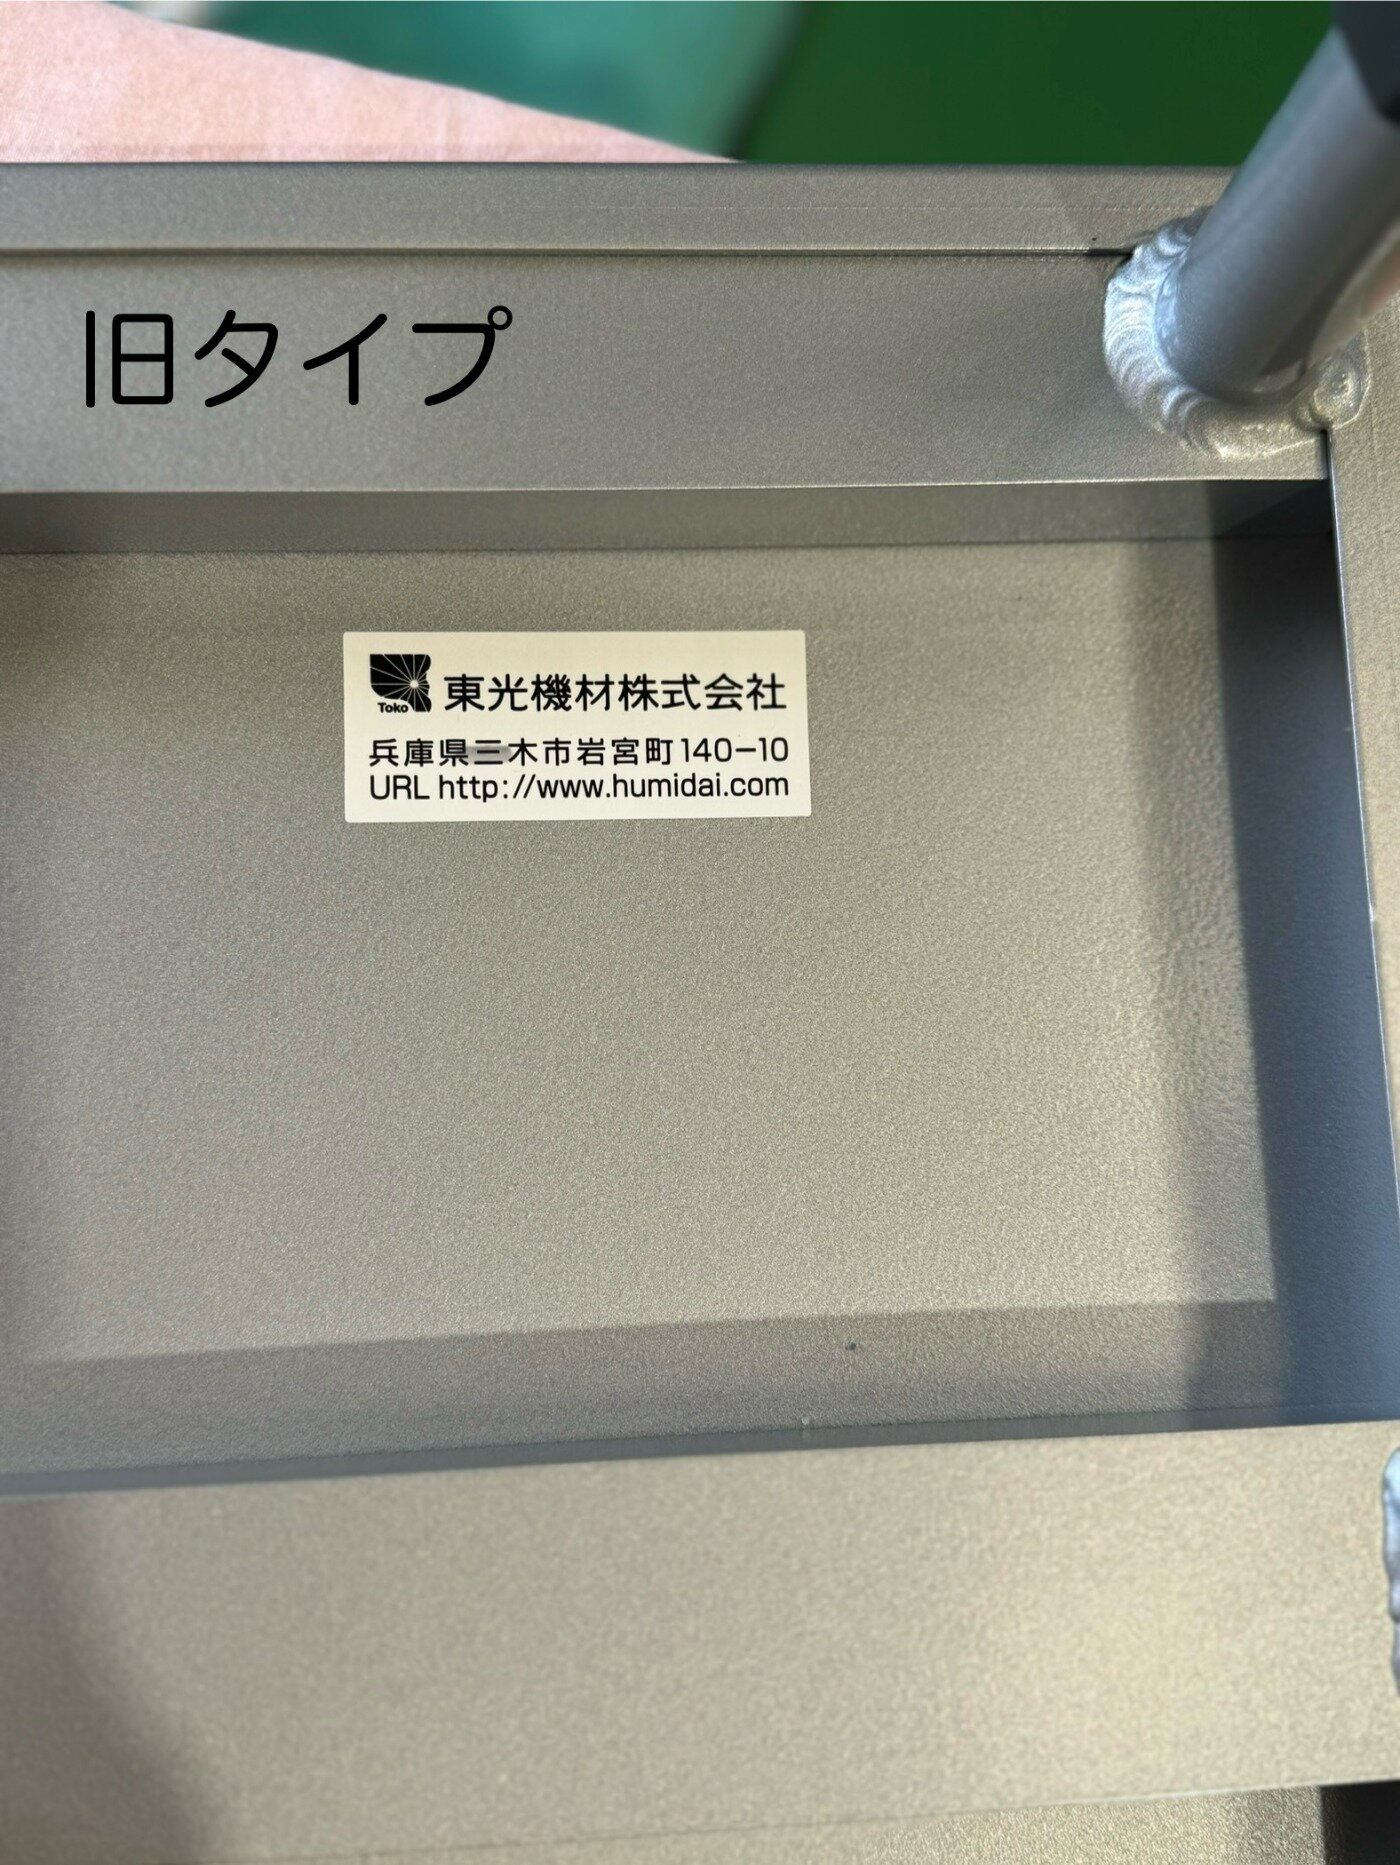 旧タイプ
Toko 東光機材株式会社
兵庫県三木市岩宮町140-10
URL http://www.humidai.com